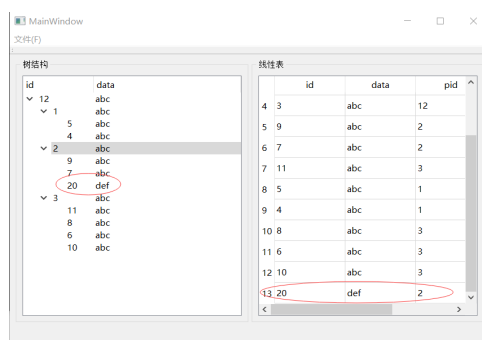 MainWindow
文件(F)
树结构
id data
12 abc
1 abc
5 abc
4 abc
2 abc
9 abc
7 abc
20 def
3 abc
11 abc
8 abc
6 abc
10 abc
线性表
id data pid
4 3 abc 12
5 9 abc 2
6 7 abc 2
7 11 abc 3
8 5 abc 1
9 4 abc 1
10 8 abc 3
11 6 abc 3
12 10 abc 3
13 20 def 2